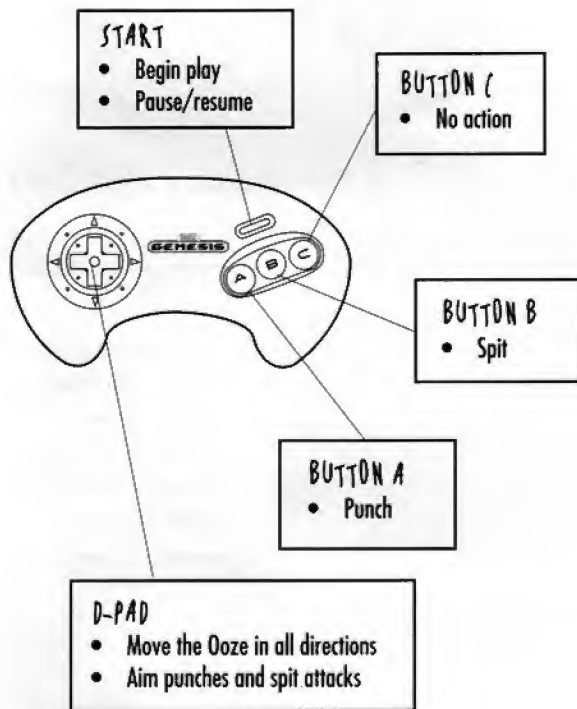 START
• Begin play
• Pause/resume
BUTTON C
• No action
GENESIS
A B C
BUTTON B
• Spit
BUTTON A
• Punch
D-PAD
• Move the Ooze in all directions
• Aim punches and spit attacks